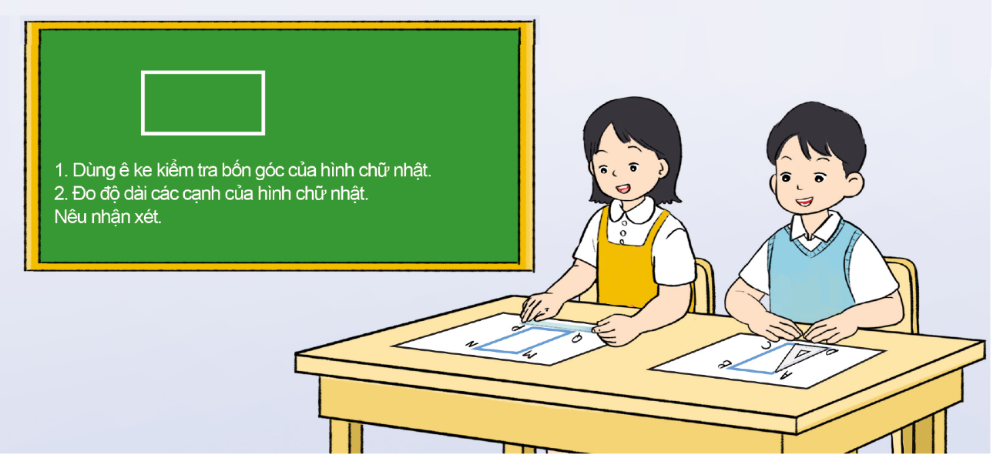 1. Dùng ê ke kiểm tra bốn góc của hình chữ nhật.
2. Đo độ dài các cạnh của hình chữ nhật.
Nêu nhận xét.
P
Q
N
M
C
D
B
A